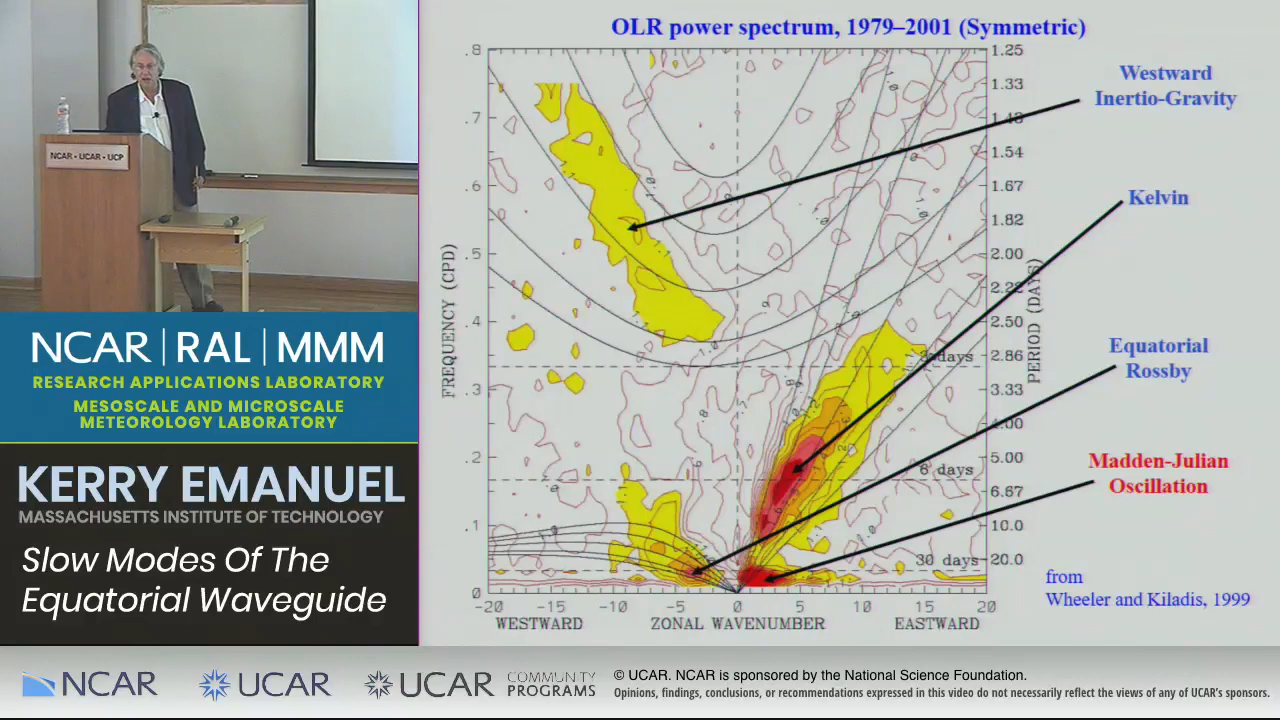 OLR power spectrum, 1979–2001 (Symmetric)
Westward
Inertio-Gravity
Kelvin
Equatorial
Rossby
Madden-Julian
Oscillation
from
Wheeler and Kiladis, 1999
FREQUENCY (CPD)
.8
.7
.6
.5
.4
.3
.2
.1
0
1.25
1.33
1.43
1.54
1.67
1.82
2.00
2.50
2.86
3.33
4.00
5.00
6.67
10.0
20.0
PERIOD (DAYS)
3 days
6 days
30 days
-20 -15 -10 -5 0 5 10 15 20
WESTWARD ZONAL WAVENUMBER EASTWARD
NCAR • UCAR • UCP
NCAR | RAL | MMM
RESEARCH APPLICATIONS LABORATORY
MESOSCALE AND MICROSCALE
METEOROLOGY LABORATORY
KERRY EMANUEL
MASSACHUSETTS INSTITUTE OF TECHNOLOGY
Slow Modes Of The
Equatorial Waveguide
NCAR
UCAR
UCAR COMMUNITY
PROGRAMS
© UCAR. NCAR is sponsored by the National Science Foundation.
Opinions, findings, conclusions, or recommendations expressed in this video do not necessarily reflect the views of any of UCAR's sponsors.